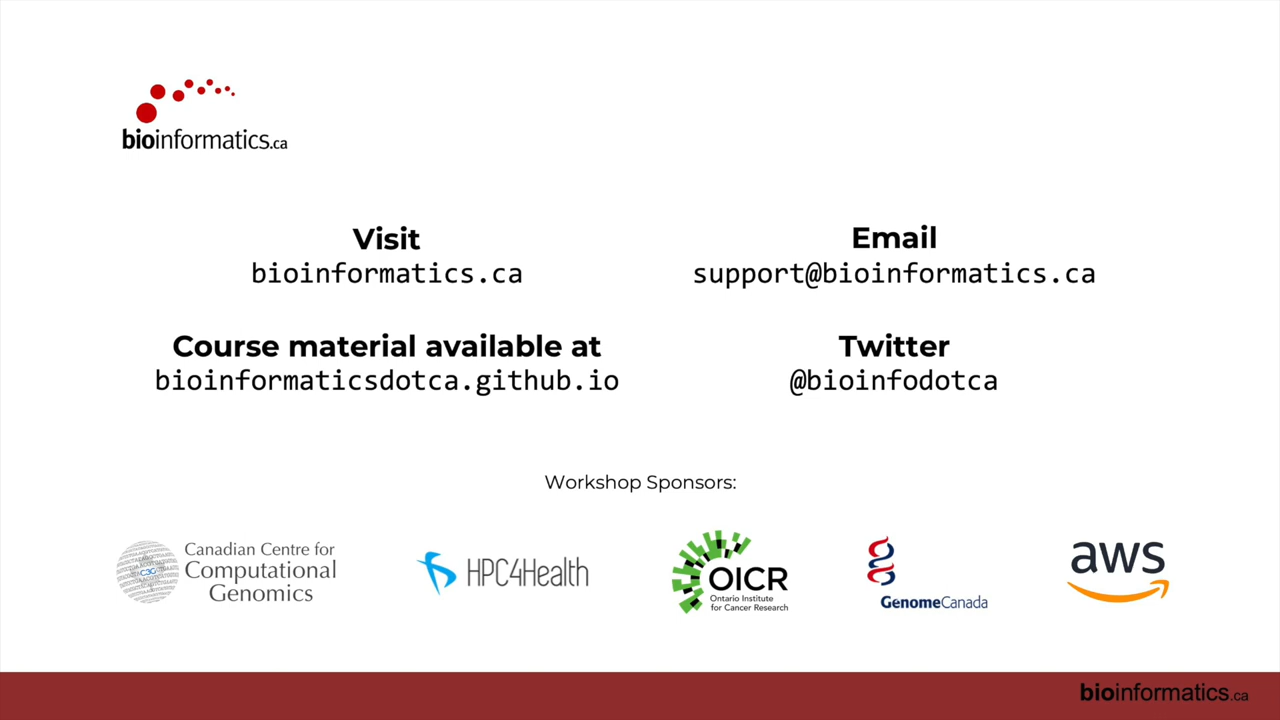 bioinformatics.ca
Visit
bioinformatics.ca
Email
support@bioinformatics.ca
Course material available at
bioinformaticsdotca.github.io
Twitter
@bioinfodotca
Workshop Sponsors:
C3G
Canadian Centre for
Computational
Genomics
HPC4Health
OICR
Ontario Institute
for Cancer Research
GenomeCanada
aws
bioinformatics.ca